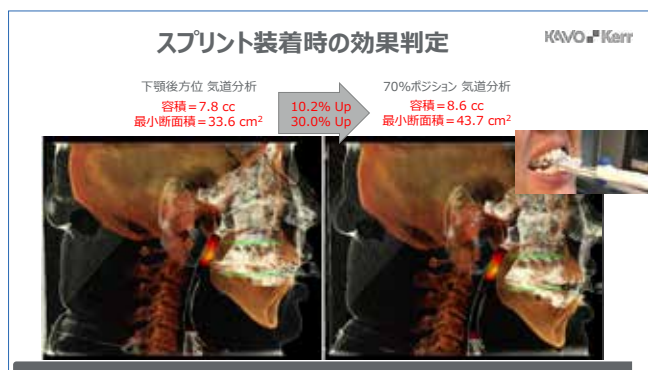 スプリント装着時の効果判定
KAVO Kerr
下顎後方位 気道分析
容積＝7.8 cc
最小断面積＝33.6 cm²
10.2% Up
30.0% Up
70%ポジション 気道分析
容積＝8.6 cc
最小断面積＝43.7 cm²